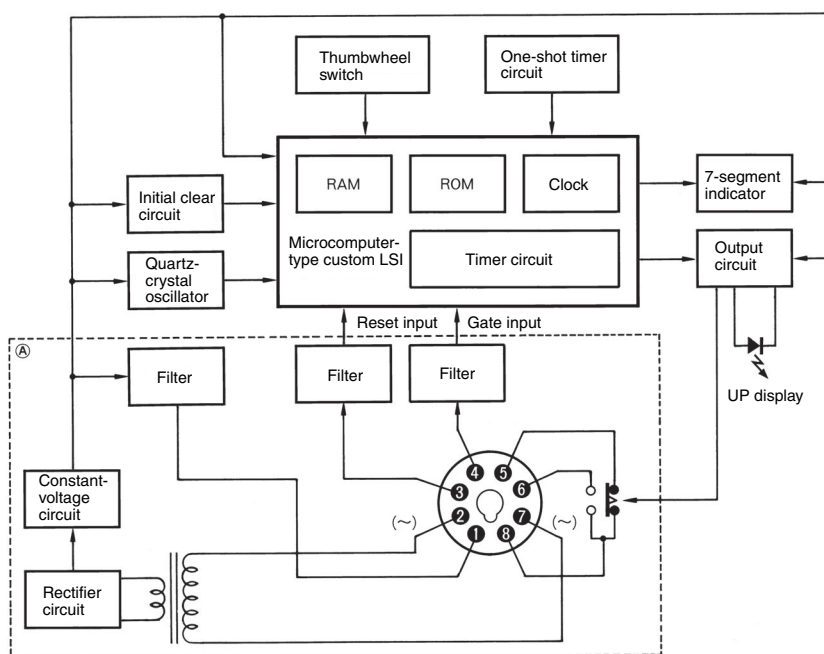 Thumbwheel
switch
One-shot timer
circuit
RAM
ROM
Clock
Initial clear
circuit
7-segment
indicator
Microcomputer-
type custom LSI
Timer circuit
Quartz-
crystal
oscillator
Output
circuit
Reset input
Gate input
A
Filter
Filter
Filter
UP display
Constant-
voltage
circuit
4
5
3
6
2
7
1
8
(~)
(~)
Rectifier
circuit